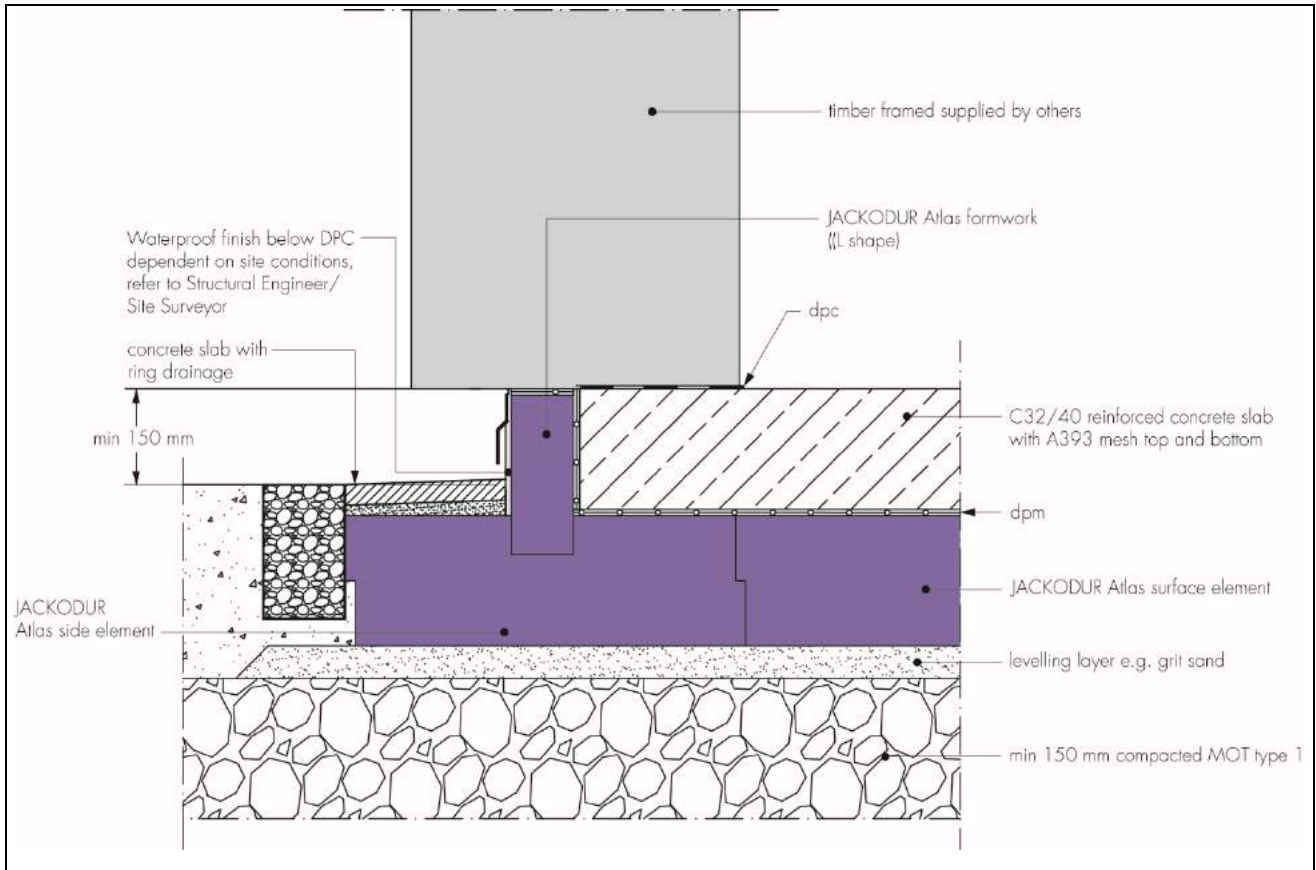 timber framed supplied by others
JACKODUR Atlas formwork
((L shape)
Waterproof finish below DPC
dependent on site conditions,
refer to Structural Engineer/
Site Surveyor
dpc
concrete slab with
ring drainage
min 150 mm
C32/40 reinforced concrete slab
with A393 mesh top and bottom
dpm
JACKODUR Atlas surface element
JACKODUR
Atlas side element
levelling layer e.g. grit sand
min 150 mm compacted MOT type 1